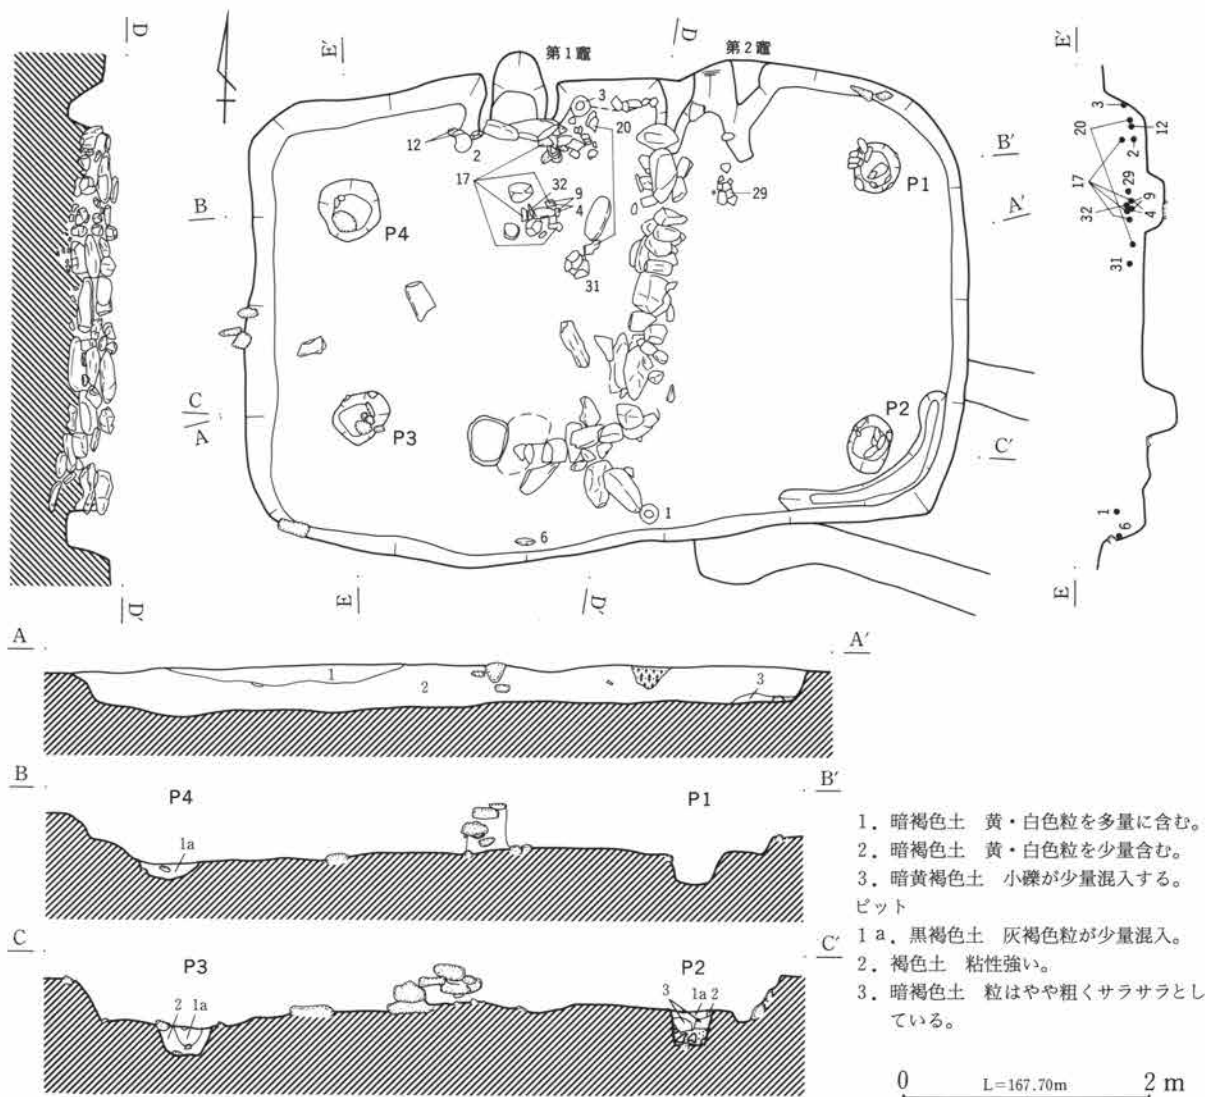 D
E′
第1竈
D
第2竈
E′
3
20
12
2
17
32
9
4
29
31
B
P4
P1
B′
A′
C
A
P3
P2
C′
1
6
D′
E
D′
3
20
12
2
29
17
9
32
4
31
1
6
E
A
A′
1
2
3
B
B′
P4
P1
1a
C
C′
P3
P2
2 1a
3
1a 2
1．暗褐色土　黄・白色粒を多量に含む。
2．暗褐色土　黄・白色粒を少量含む。
3．暗黄褐色土　小礫が少量混入する。
ピット
1a．黒褐色土　灰褐色粒が少量混入。
2．褐色土　粘性強い。
3．暗褐色土　粒はやや粗くサラサラとし
ている。
0
L=167.70m
2 m